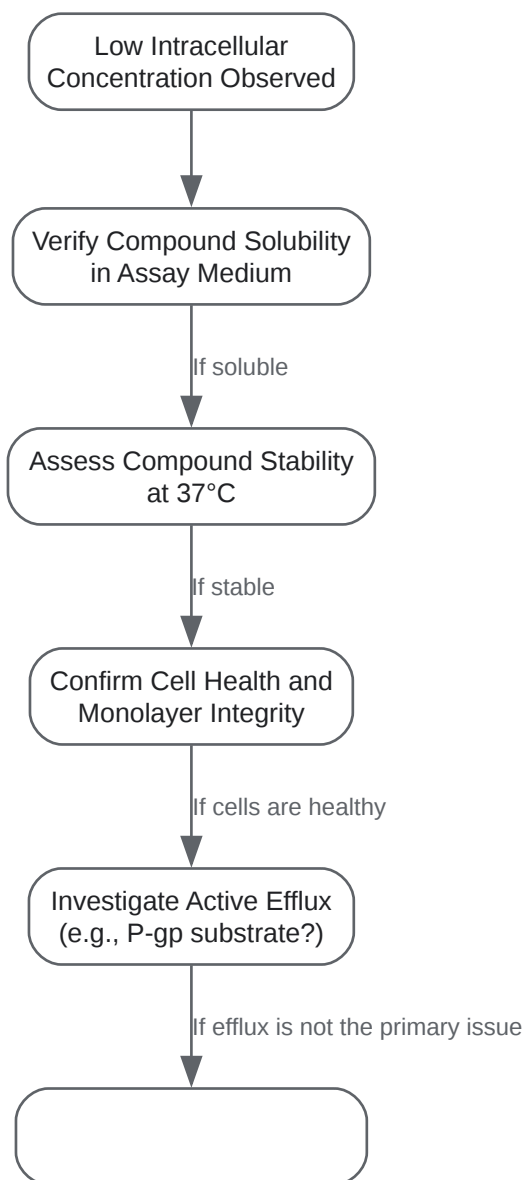 Low Intracellular
Concentration Observed
Verify Compound Solubility
in Assay Medium
If soluble
Assess Compound Stability
at 37°C
If stable
Confirm Cell Health and
Monolayer Integrity
If cells are healthy
Investigate Active Efflux
(e.g., P-gp substrate?)
If efflux is not the primary issue